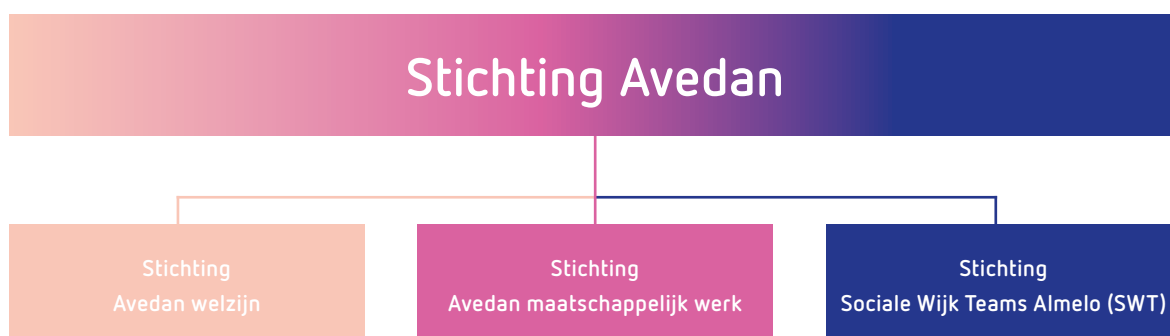 Stichting Avedan
Stichting
Avedan welzijn
Stichting
Avedan maatschappelijk werk
Stichting
Sociale Wijk Teams Almelo (SWT)